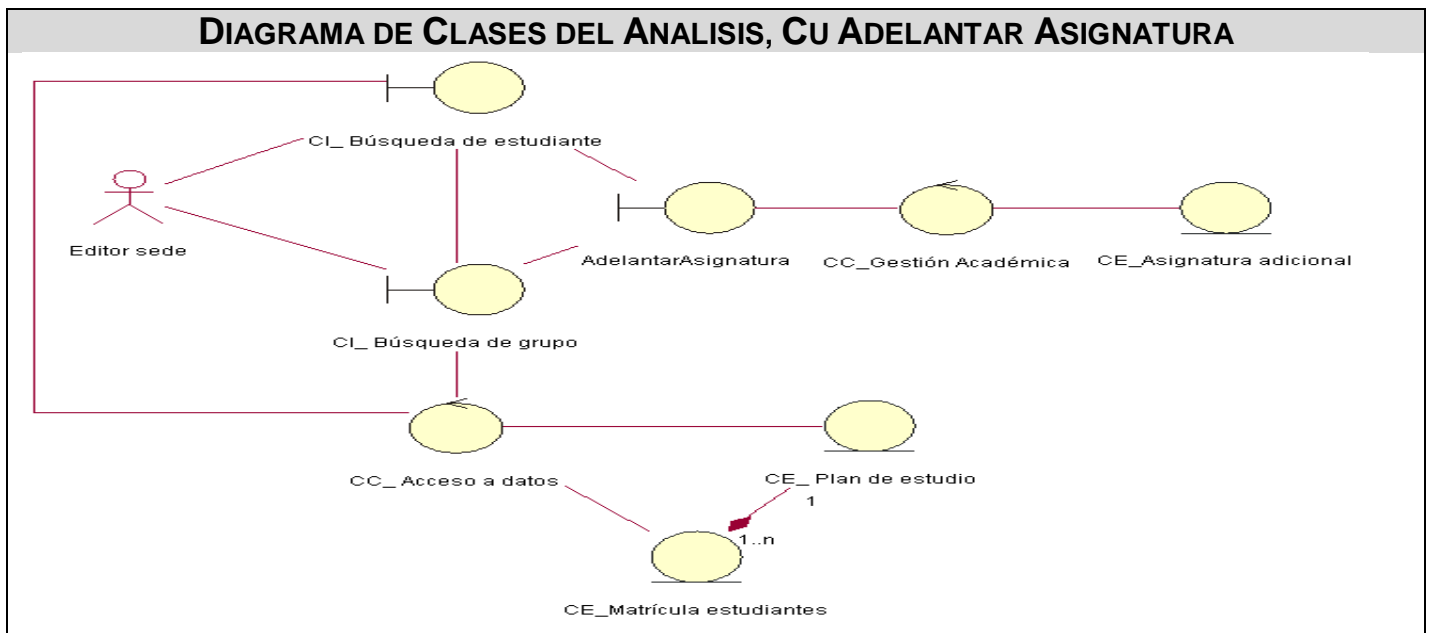 DIAGRAMA DE CLASES DEL ANALISIS, CU ADELANTAR ASIGNATURA
CI_ Búsqueda de estudiante
Editor sede
AdelantarAsignatura
CC_Gestión Académica
CE_Asignatura adicional
CI_ Búsqueda de grupo
CC_ Acceso a datos
CE_ Plan de estudio
1
1..n
CE_Matrícula estudiantes